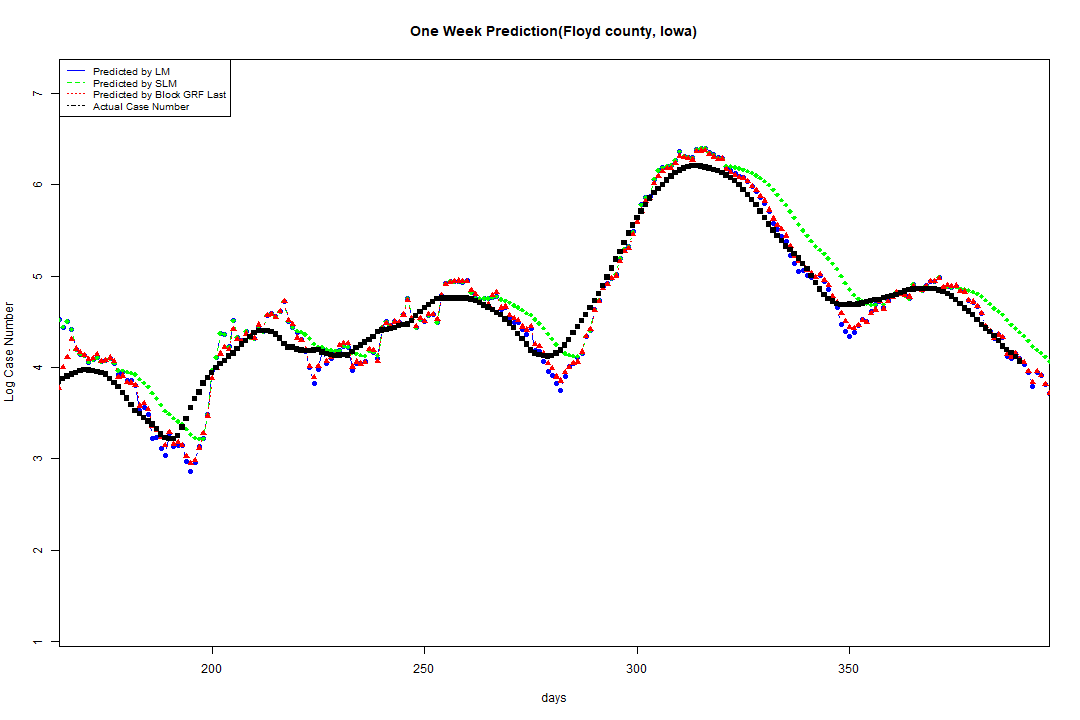 One Week Prediction(Floyd county, Iowa)
Predicted by LM
Predicted by SLM
Predicted by Block GRF Last
Actual Case Number
7
6
5
4
3
2
1
Log Case Number
200 250 300 350
days